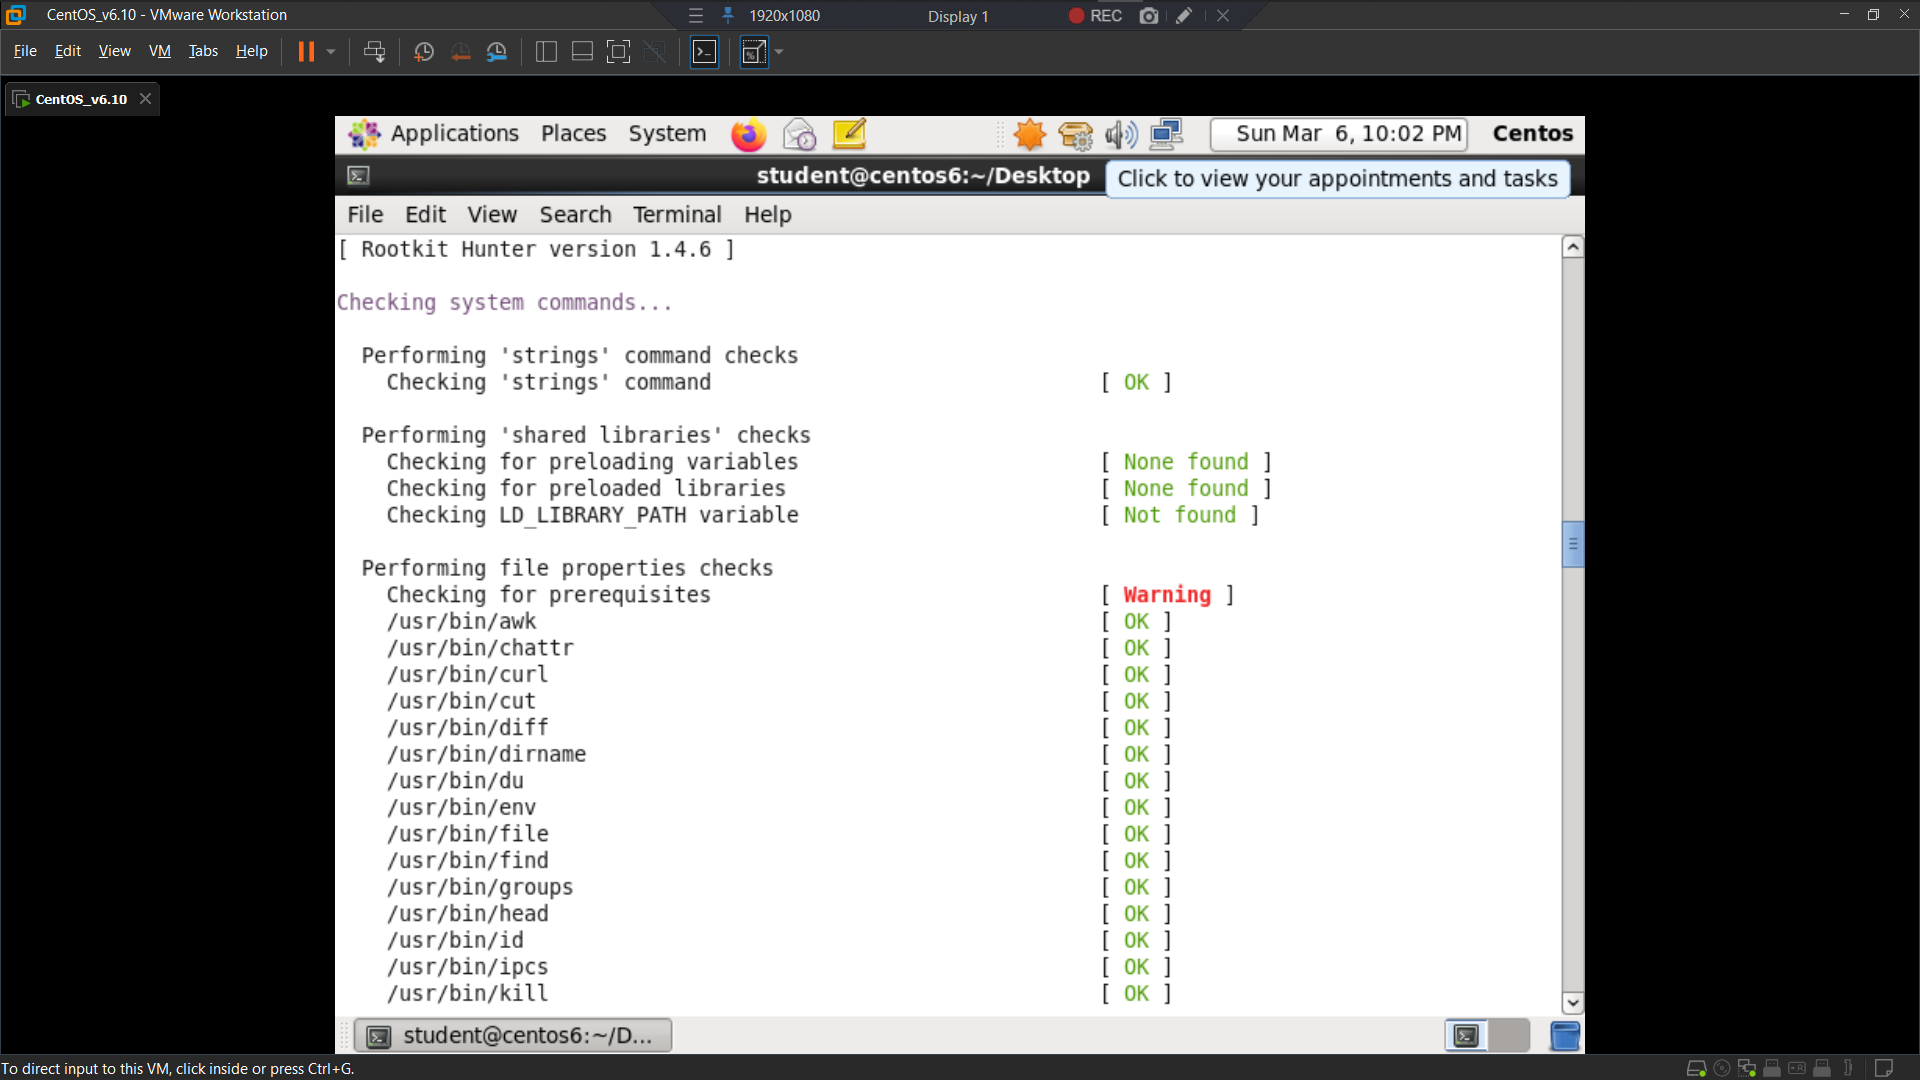 CentOS_v6.10 - VMware Workstation
1920x1080
Display 1
REC
File Edit View VM Tabs Help
CentOS_v6.10
Applications Places System
Sun Mar 6, 10:02 PM
Centos
student@centos6:~/Desktop
Click to view your appointments and tasks
File Edit View Search Terminal Help
[ Rootkit Hunter version 1.4.6 ]
Checking system commands...
Performing 'strings' command checks
Checking 'strings' command [ OK ]
Performing 'shared libraries' checks
Checking for preloading variables [ None found ]
Checking for preloaded libraries [ None found ]
Checking LD_LIBRARY_PATH variable [ Not found ]
Performing file properties checks
Checking for prerequisites [ Warning ]
/usr/bin/awk [ OK ]
/usr/bin/chattr [ OK ]
/usr/bin/curl [ OK ]
/usr/bin/cut [ OK ]
/usr/bin/diff [ OK ]
/usr/bin/dirname [ OK ]
/usr/bin/du [ OK ]
/usr/bin/env [ OK ]
/usr/bin/file [ OK ]
/usr/bin/find [ OK ]
/usr/bin/groups [ OK ]
/usr/bin/head [ OK ]
/usr/bin/id [ OK ]
/usr/bin/ipcs [ OK ]
/usr/bin/kill [ OK ]
student@centos6:~/D...
To direct input to this VM, click inside or press Ctrl+G.